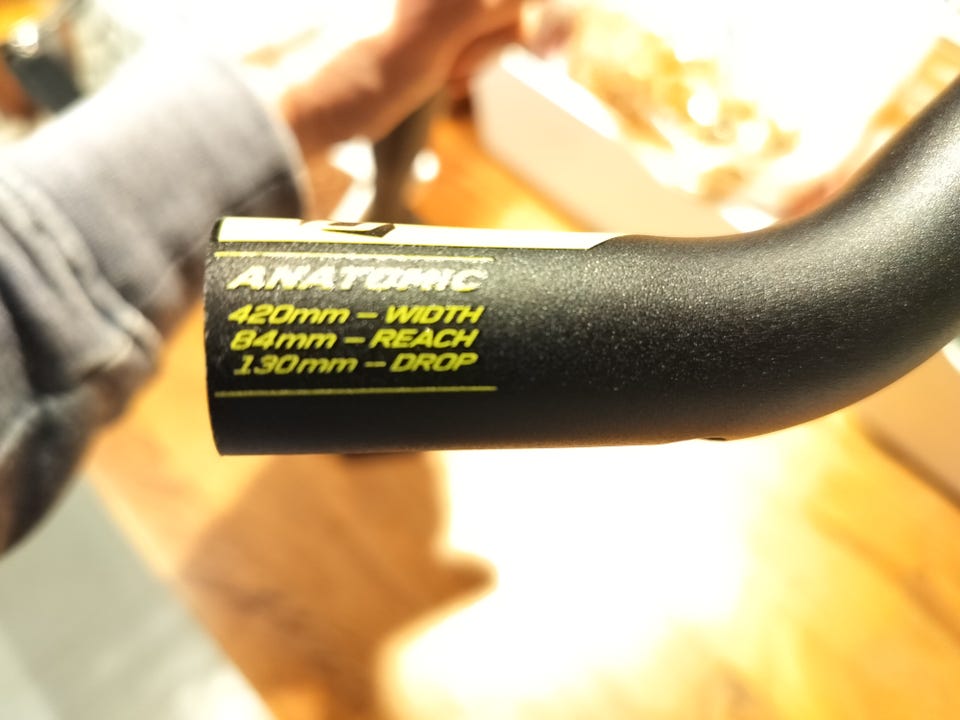 ANATOMIC
420mm – WIDTH
84mm – REACH
130mm – DROP